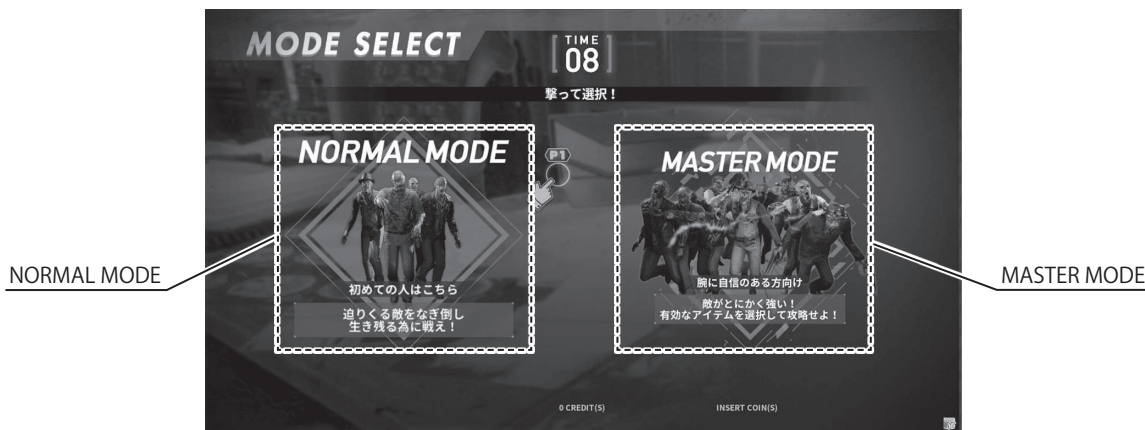 MODE SELECT
TIME
08
撃って選択！
NORMAL MODE
P1
初めての人はこちら
迫りくる敵をなぎ倒し
生き残る為に戦え！
MASTER MODE
腕に自信のある方向け
敵がとにかく強い！
有効なアイテムを選択して攻略せよ！
NORMAL MODE
MASTER MODE
0 CREDIT(S)
INSERT COIN(S)